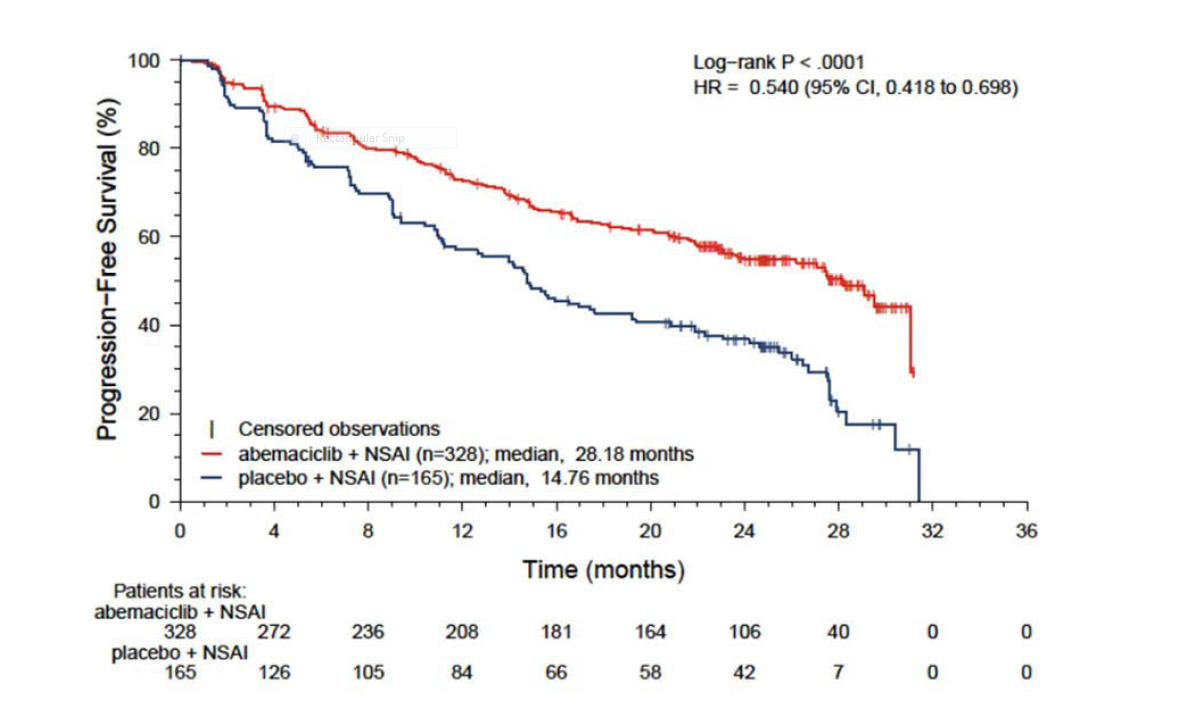 Log-rank P < .0001
HR = 0.540 (95% CI, 0.418 to 0.698)
Progression-Free Survival (%)
100
80
60
40
20
0
Rectangular Snip
Censored observations
abemaciclib + NSAI (n=328); median, 28.18 months
placebo + NSAI (n=165); median, 14.76 months
0 4 8 12 16 20 24 28 32 36
Time (months)
Patients at risk:
abemaciclib + NSAI
328 272 236 208 181 164 106 40 0 0
placebo + NSAI
165 126 105 84 66 58 42 7 0 0